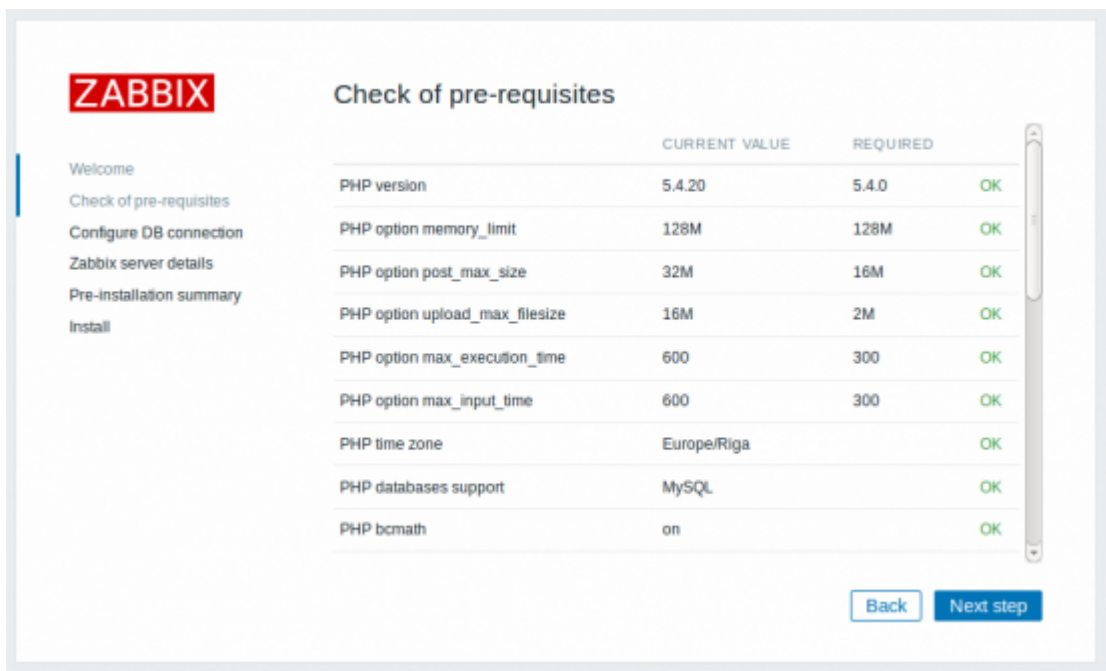 ZABBIX
Check of pre-requisites
Welcome
Check of pre-requisites
Configure DB connection
Zabbix server details
Pre-installation summary
Install
CURRENT VALUE REQUIRED
PHP version 5.4.20 5.4.0 OK
PHP option memory_limit 128M 128M OK
PHP option post_max_size 32M 16M OK
PHP option upload_max_filesize 16M 2M OK
PHP option max_execution_time 600 300 OK
PHP option max_input_time 600 300 OK
PHP time zone Europe/Riga OK
PHP databases support MySQL OK
PHP bcmath on OK
Back Next step